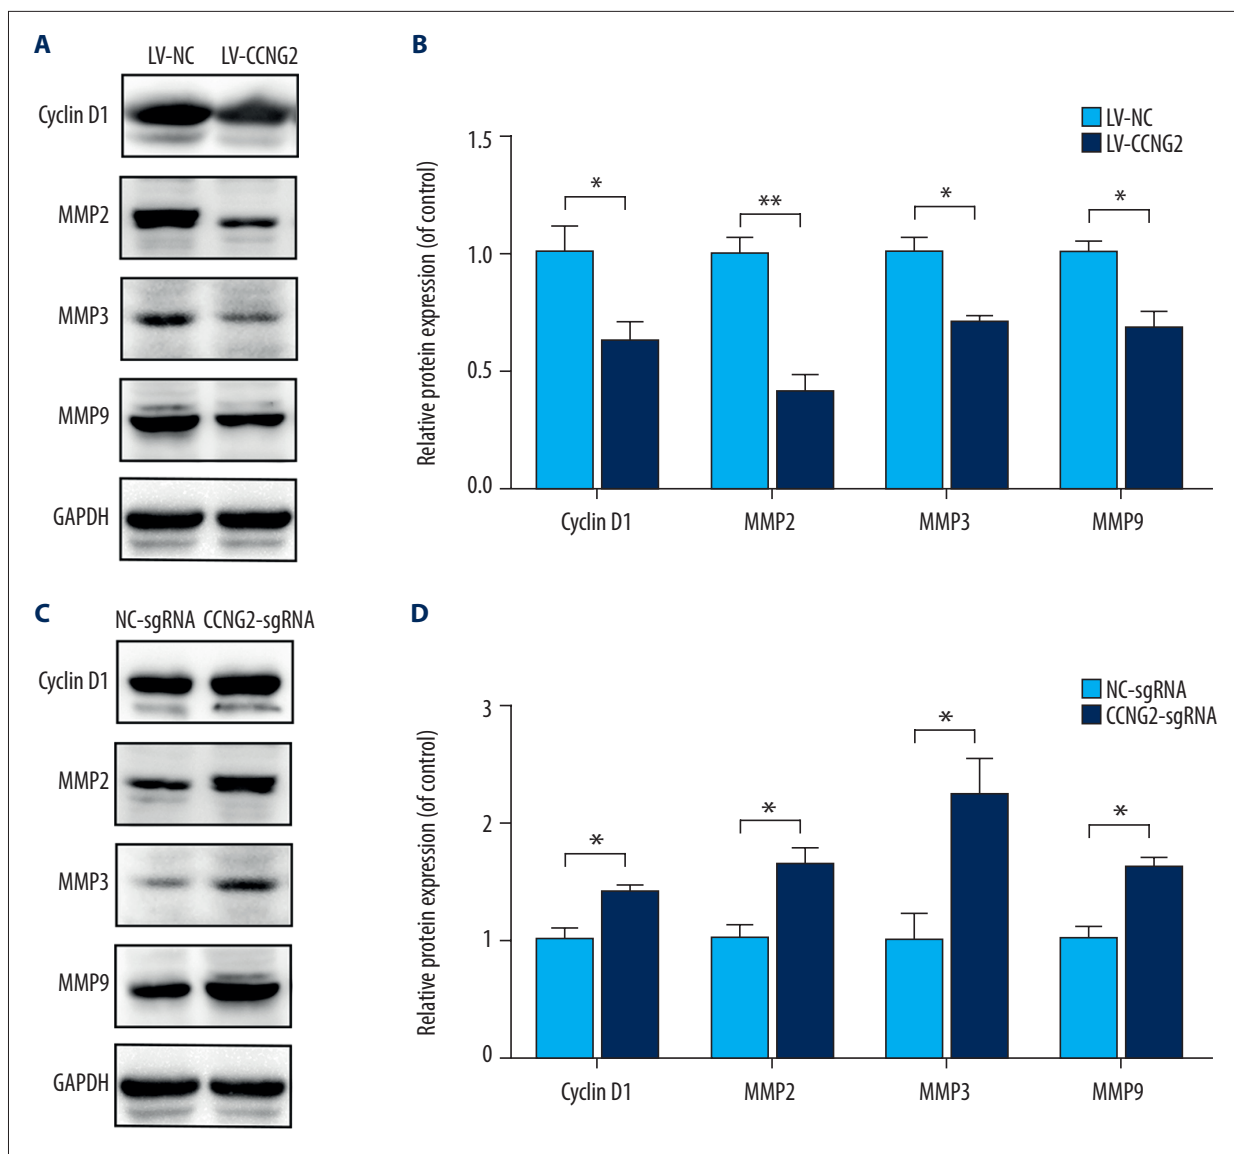 A
LV-NC LV-CCNG2
Cyclin D1
MMP2
MMP3
MMP9
GAPDH
B
LV-NC
LV-CCNG2
Relative protein expression (of control)
1.5
1.0
0.5
0.0
* ** * *
Cyclin D1 MMP2 MMP3 MMP9
C
NC-sgRNA CCNG2-sgRNA
Cyclin D1
MMP2
MMP3
MMP9
GAPDH
D
NC-sgRNA
CCNG2-sgRNA
Relative protein expression (of control)
3
2
1
0
* * * *
Cyclin D1 MMP2 MMP3 MMP9